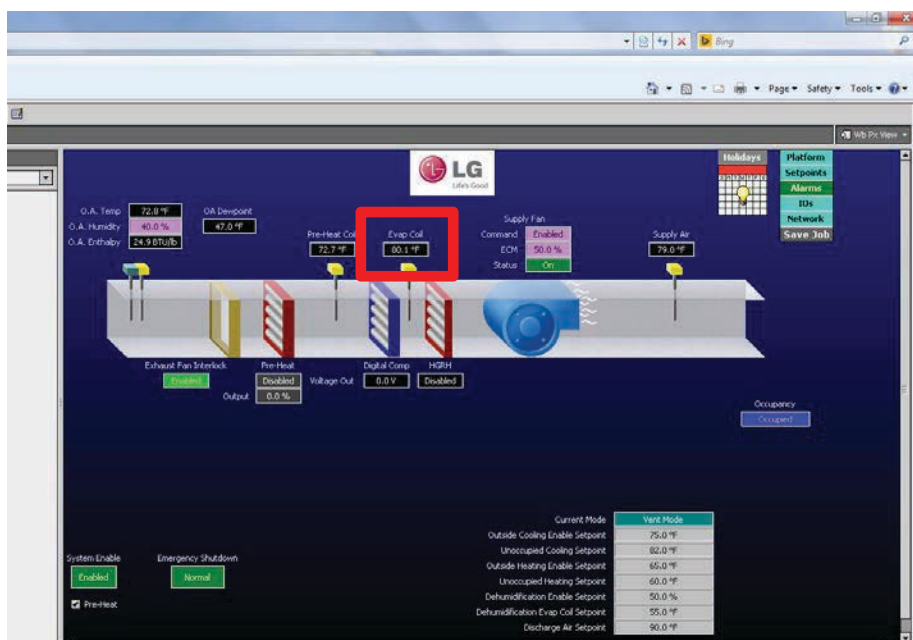 Bing
Page Safety Tools
Wb Px View
LG
Life's Good
Holidays
Platform
Setpoints
Alarms
IOs
Network
Save Job
O.A. Temp 72.8 °F OA Dewpoint
O.A. Humidity 40.0 % 47.0 °F
O.A. Enthalpy 24.9 BTU/lb
Pre-Heat Coil
72.7 °F
Evap Coil
80.1 °F
Supply Fan
Command Enabled
ECM 50.0 %
Status On
Supply Air
79.0 °F
Exhaust Fan Interlock
Enabled
Pre-Heat
Disabled
Output 0.0 %
Digital Comp
Voltage Out 0.0 V
HGRH
Disabled
Occupancy
Occupied
Current Mode Vent Mode
Outside Cooling Enable Setpoint 75.0 °F
Unoccupied Cooling Setpoint 82.0 °F
Outside Heating Enable Setpoint 65.0 °F
Unoccupied Heating Setpoint 60.0 °F
Dehumidification Enable Setpoint 50.0 %
Dehumidification Evap Coil Setpoint 55.0 °F
Discharge Air Setpoint 90.0 °F
System Enable
Enabled
Emergency Shutdown
Normal
Pre-Heat